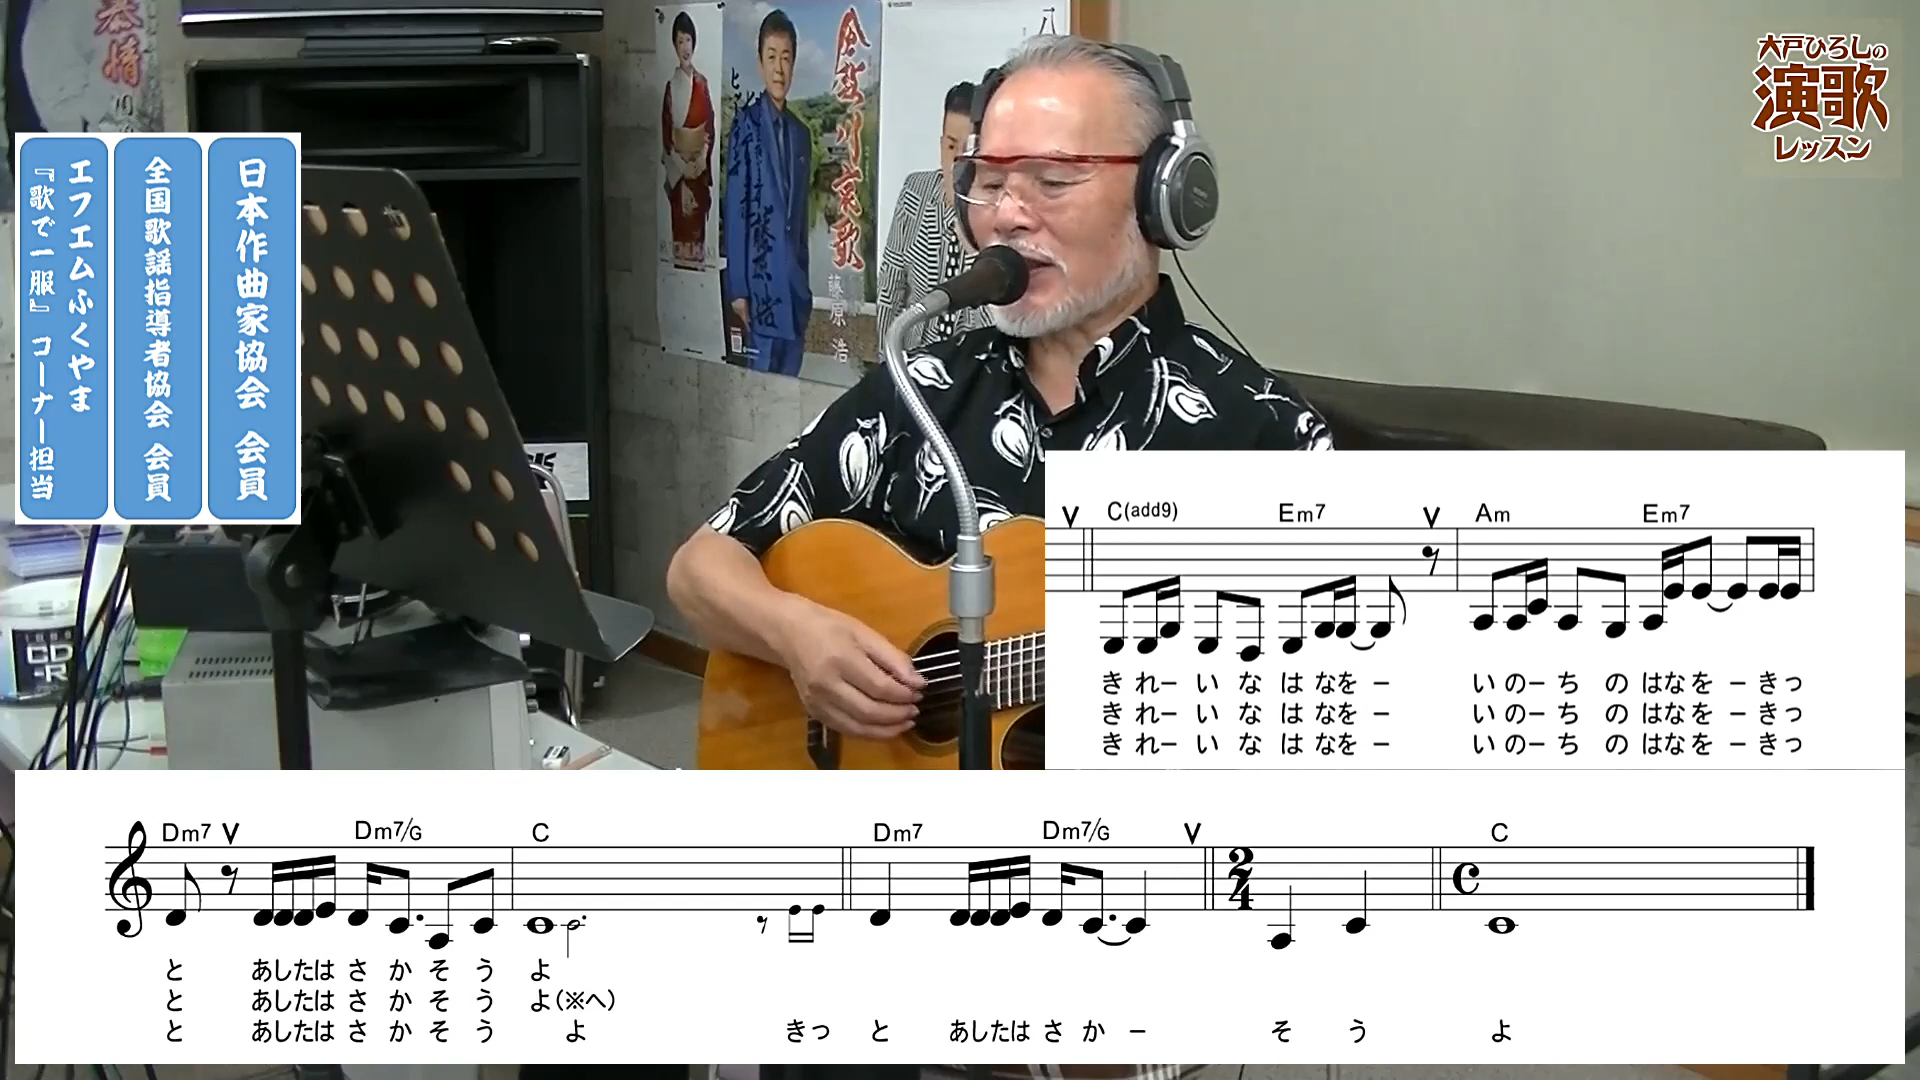 大戸ひろしの
演歌
レッスン
日本作曲家協会 会員
全国歌謡指導者協会 会員
エフエムふくやま
『歌で一服』 コーナー担当
藤原 浩
CD-R
V C(add9) Em7 V Am Em7
きれーいなはなを－ いのーちのはなを－きっ
きれーいなはなを－ いのーちのはなを－きっ
きれーいなはなを－ いのーちのはなを－きっ
Dm7 V Dm7/G C Dm7 Dm7/G V C
2
4
と あしたはさかそうよ
と あしたはさかそうよ(※へ)
と あしたはさかそうよ きっと あしたはさか－そうよ